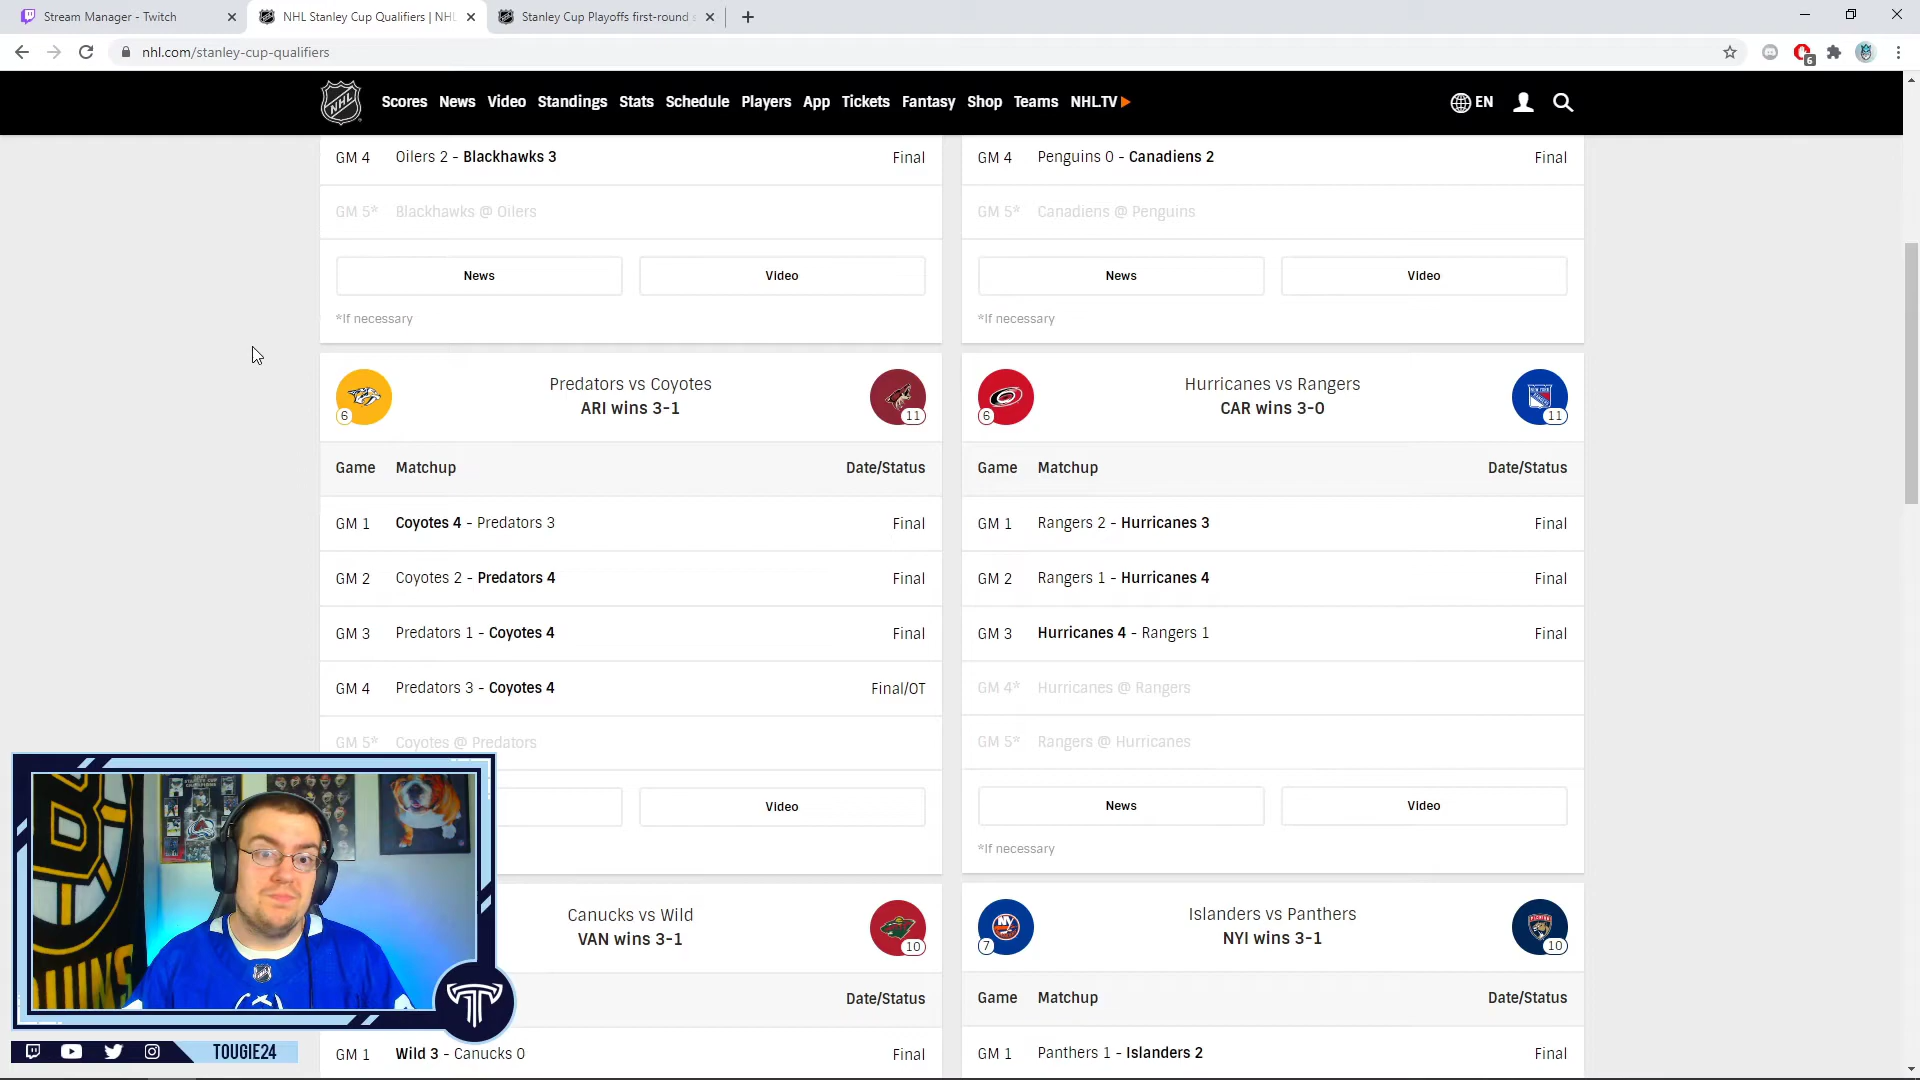 Stream Manager - Twitch
NHL Stanley Cup Qualifiers | NHL
Stanley Cup Playoffs first-round s
nhl.com/stanley-cup-qualifiers
6
NHL
Scores News Video Standings Stats Schedule Players App Tickets Fantasy Shop Teams NHL.TV
EN
GM 4 Oilers 2 - Blackhawks 3 Final
GM 5* Blackhawks @ Oilers
News Video
*If necessary
GM 4 Penguins 0 - Canadiens 2 Final
GM 5* Canadiens @ Penguins
News Video
*If necessary
6
Predators vs Coyotes
ARI wins 3-1
11
Game Matchup Date/Status
GM 1 Coyotes 4 - Predators 3 Final
GM 2 Coyotes 2 - Predators 4 Final
GM 3 Predators 1 - Coyotes 4 Final
GM 4 Predators 3 - Coyotes 4 Final/OT
GM 5* Coyotes @ Predators
Video
6
Hurricanes vs Rangers
CAR wins 3-0
11
Game Matchup Date/Status
GM 1 Rangers 2 - Hurricanes 3 Final
GM 2 Rangers 1 - Hurricanes 4 Final
GM 3 Hurricanes 4 - Rangers 1 Final
GM 4* Hurricanes @ Rangers
GM 5* Rangers @ Hurricanes
News Video
*If necessary
Canucks vs Wild
VAN wins 3-1
10
Date/Status
GM 1 Wild 3 - Canucks 0 Final
NY
7
Islanders vs Panthers
NYI wins 3-1
10
Game Matchup Date/Status
GM 1 Panthers 1 - Islanders 2 Final
B
UINS
TOUGIE24